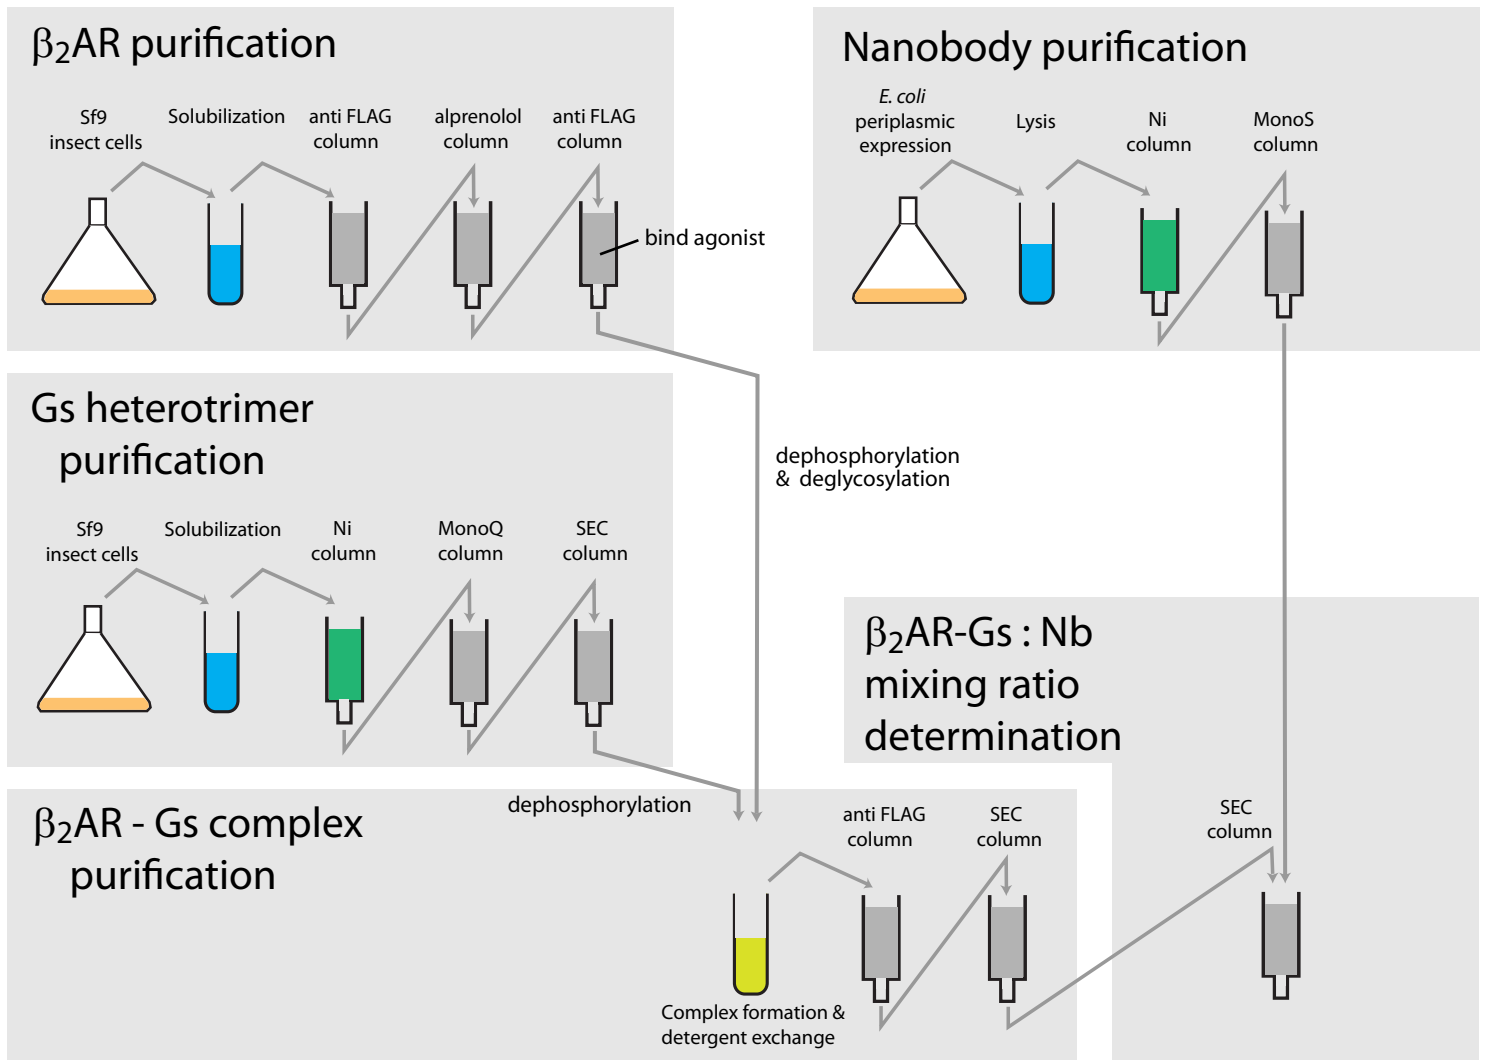 β₂AR purification
Sf9
insect cells
Solubilization
anti FLAG
column
alprenolol
column
anti FLAG
column
bind agonist
Nanobody purification
E. coli
periplasmic
expression
Lysis
Ni
column
MonoS
column
Gs heterotrimer
purification
Sf9
insect cells
Solubilization
Ni
column
MonoQ
column
SEC
column
dephosphorylation
& deglycosylation
dephosphorylation
β₂AR-Gs : Nb
mixing ratio
determination
SEC
column
β₂AR - Gs complex
purification
anti FLAG
column
SEC
column
Complex formation &
detergent exchange